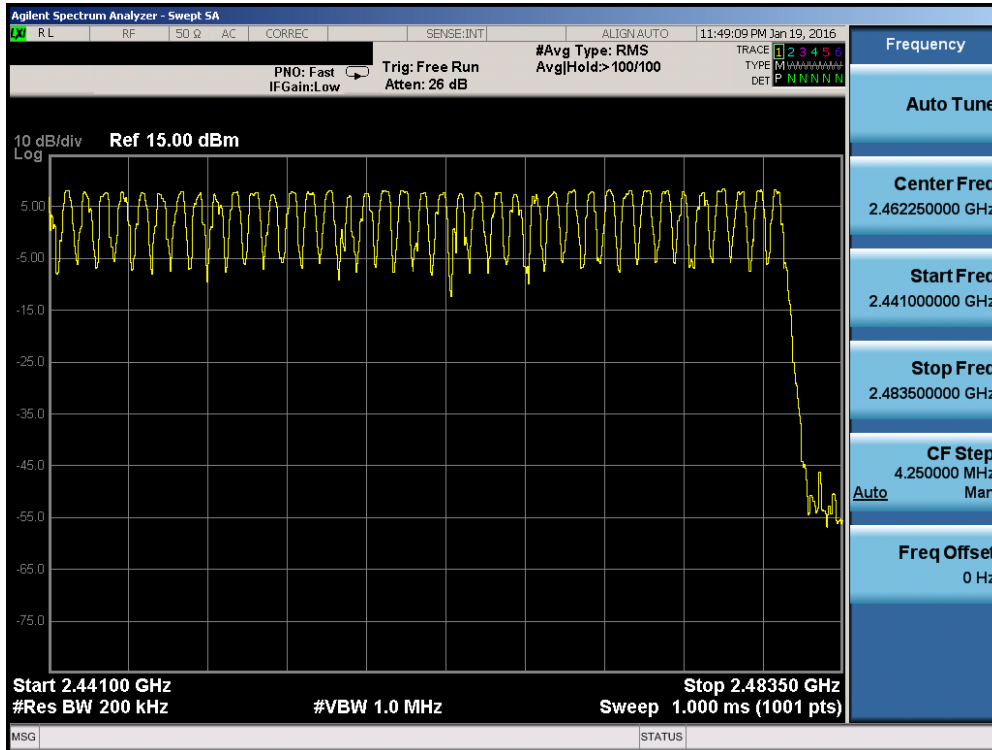 Agilent Spectrum Analyzer - Swept SA
LXI RL RF 50 Ω AC CORREC SENSE:INT ALIGN AUTO 11:49:09 PM Jan 19, 2016
PNO: Fast
IFGain:Low
Trig: Free Run
Atten: 26 dB
#Avg Type: RMS
Avg|Hold:>100/100
TRACE 1 2 3 4 5 6
TYPE M
DET P N N N N N
10 dB/div Ref 15.00 dBm
Log
5.00
-5.00
-15.0
-25.0
-35.0
-45.0
-55.0
-65.0
-75.0
Start 2.44100 GHz Stop 2.48350 GHz
#Res BW 200 kHz #VBW 1.0 MHz Sweep 1.000 ms (1001 pts)
MSG STATUS
Frequency
Auto Tune
Center Freq
2.462250000 GHz
Start Freq
2.441000000 GHz
Stop Freq
2.483500000 GHz
CF Step
4.250000 MHz
Auto Man
Freq Offset
0 Hz